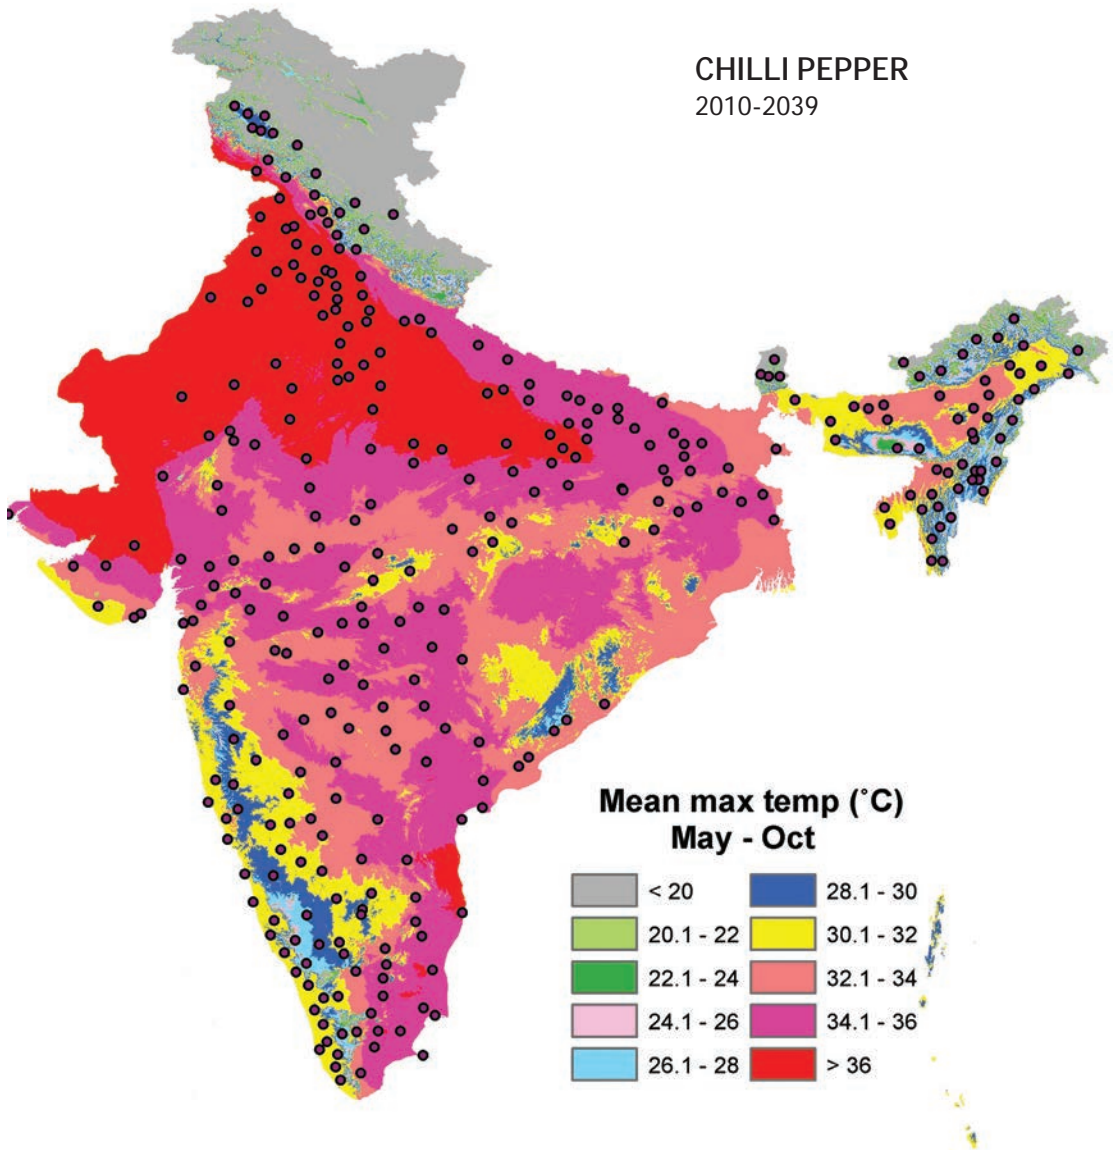 CHILLI PEPPER
2010-2039
Mean max temp (˚C)
May - Oct
< 20
20.1 - 22
22.1 - 24
24.1 - 26
26.1 - 28
28.1 - 30
30.1 - 32
32.1 - 34
34.1 - 36
> 36